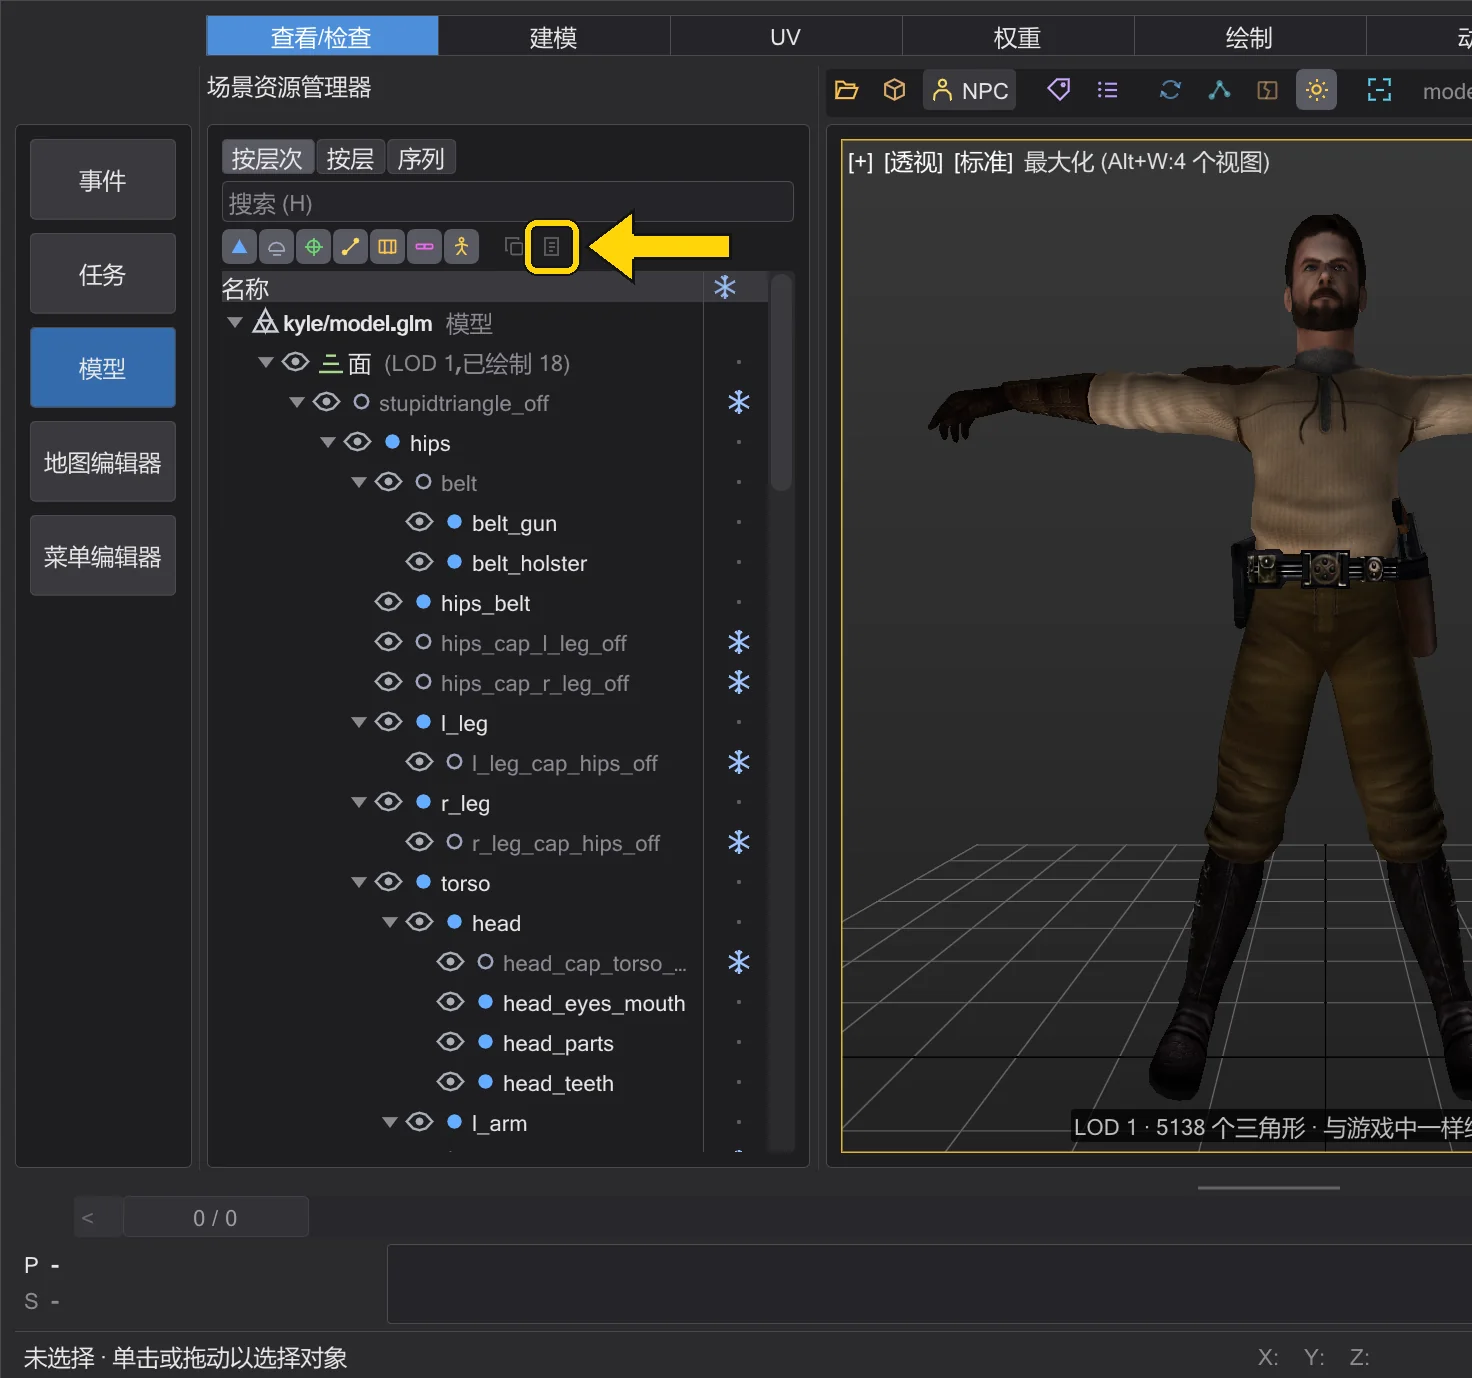 查看/检查
建模
UV
权重
绘制
场景资源管理器
NPC
事件
任务
模型
地图编辑器
菜单编辑器
按层次
按层
序列
搜索 (H)
名称
kyle/model.glm 模型
面 (LOD 1,已绘制 18)
stupidtriangle_off
hips
belt
belt_gun
belt_holster
hips_belt
hips_cap_l_leg_off
hips_cap_r_leg_off
l_leg
l_leg_cap_hips_off
r_leg
r_leg_cap_hips_off
torso
head
head_cap_torso_...
head_eyes_mouth
head_parts
head_teeth
l_arm
[+] [透视] [标准] 最大化 (Alt+W:4 个视图)
LOD 1 · 5138 个三角形 · 与游戏中一样
< 0 / 0
P -
S -
未选择 · 单击或拖动以选择对象
X: Y: Z: